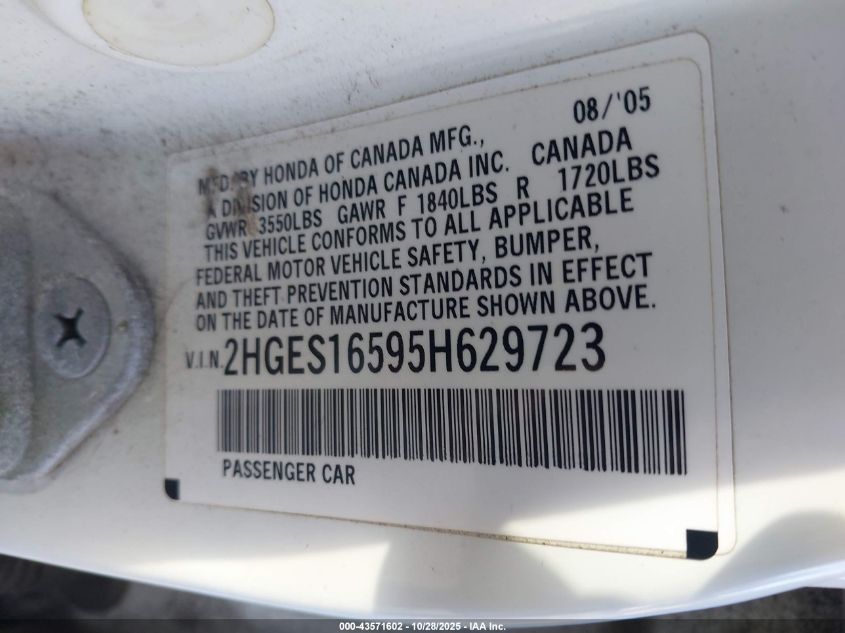 08/'05
MFD. BY HONDA OF CANADA MFG.,
A DIVISION OF HONDA CANADA INC. CANADA
GVWR 3550LBS GAWR F 1840LBS R 1720LBS
THIS VEHICLE CONFORMS TO ALL APPLICABLE
FEDERAL MOTOR VEHICLE SAFETY, BUMPER,
AND THEFT PREVENTION STANDARDS IN EFFECT
ON THE DATE OF MANUFACTURE SHOWN ABOVE.
V.I.N. 2HGES16595H629723
PASSENGER CAR
000-43571602 - 10/28/2025 - IAA Inc.